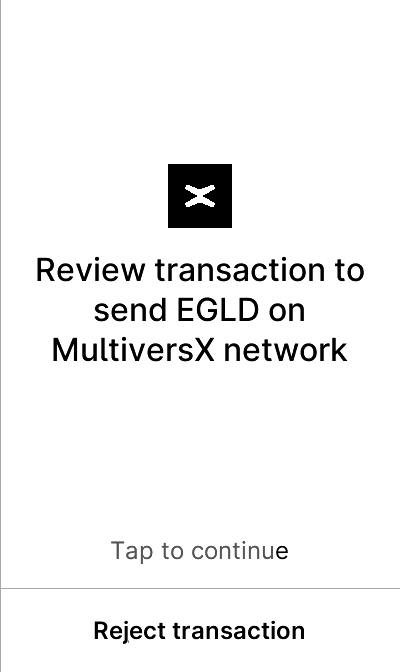 Review transaction to
send EGLD on
MultiversX network
Tap to continue
Reject transaction